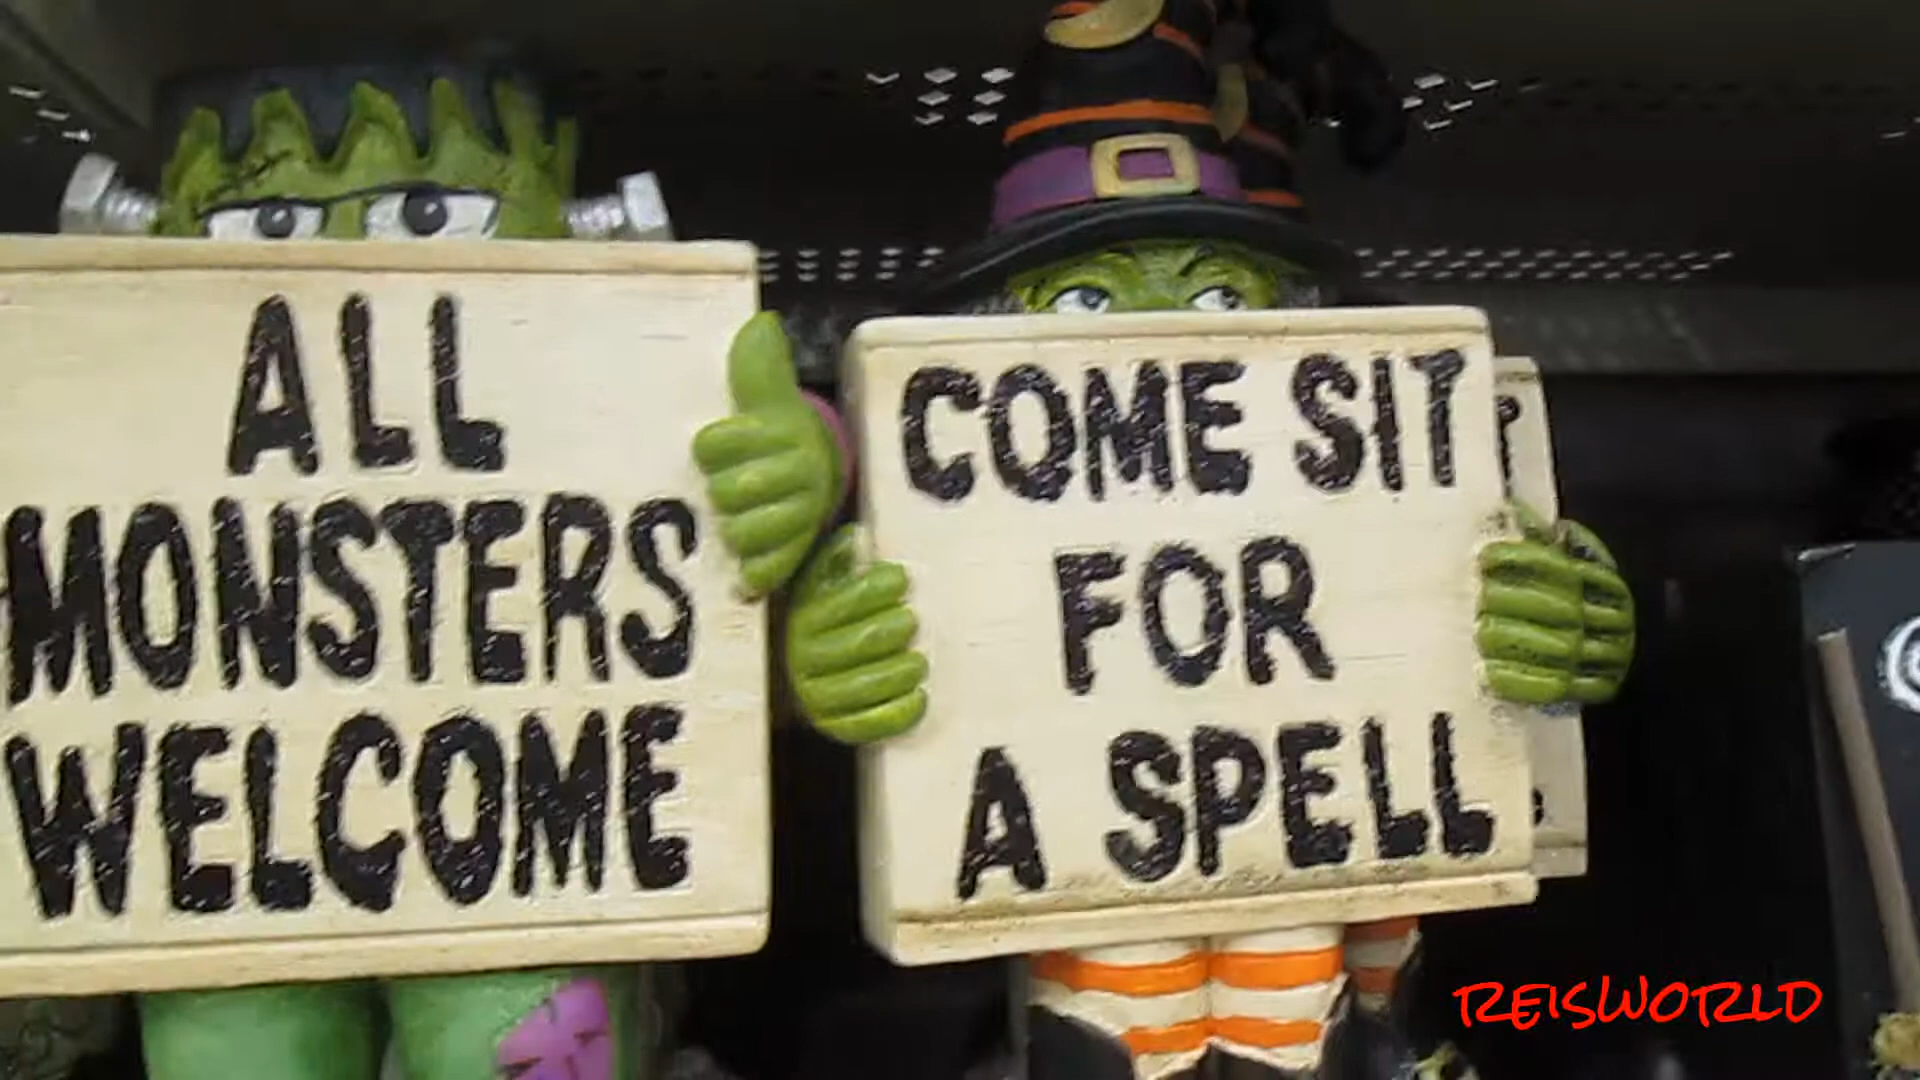 ALL
MONSTERS
WELCOME
COME SIT
FOR
A SPELL
REISWORLD